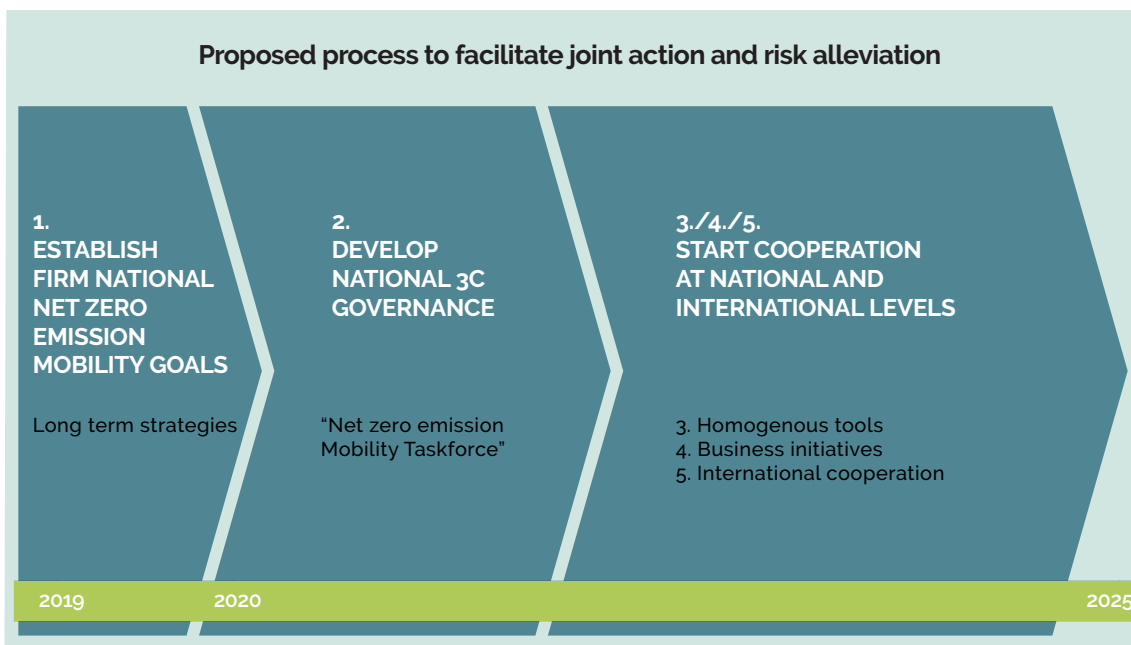 Proposed process to facilitate joint action and risk alleviation
1.
ESTABLISH
FIRM NATIONAL
NET ZERO
EMISSION
MOBILITY GOALS
Long term strategies
2.
DEVELOP
NATIONAL 3C
GOVERNANCE
“Net zero emission
Mobility Taskforce”
3./4./5.
START COOPERATION
AT NATIONAL AND
INTERNATIONAL LEVELS
3. Homogenous tools
4. Business initiatives
5. International cooperation
2019
2020
2025